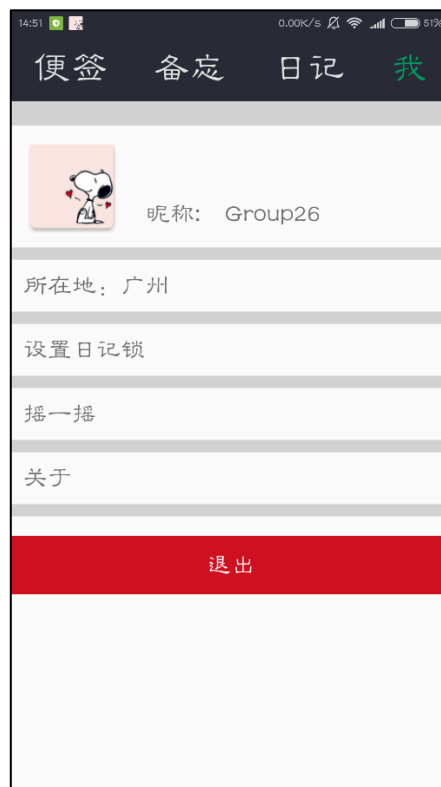 14:51 0.00K/s 51%
便签 备忘 日记 我
昵称: Group26
所在地: 广州
设置日记锁
摇一摇
关于
退出